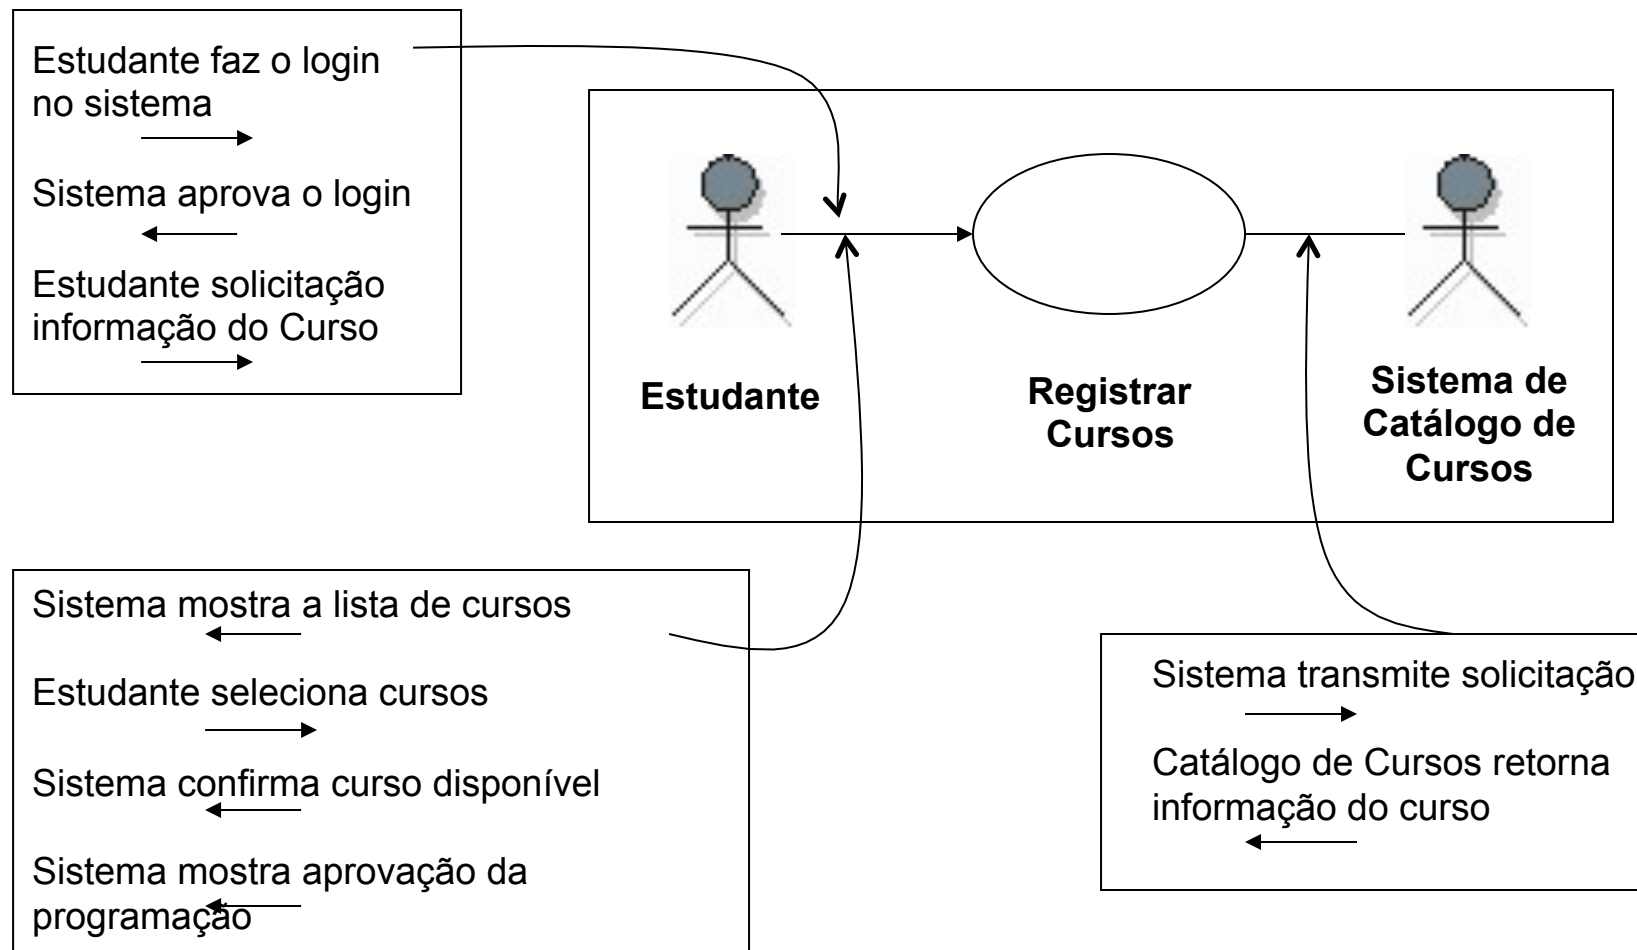 Estudante faz o login
no sistema
Sistema aprova o login
Estudante solicitação
informação do Curso
Estudante
Registrar
Cursos
Sistema de
Catálogo de
Cursos
Sistema mostra a lista de cursos
Estudante seleciona cursos
Sistema confirma curso disponível
Sistema mostra aprovação da
programação
Sistema transmite solicitação
Catálogo de Cursos retorna
informação do curso